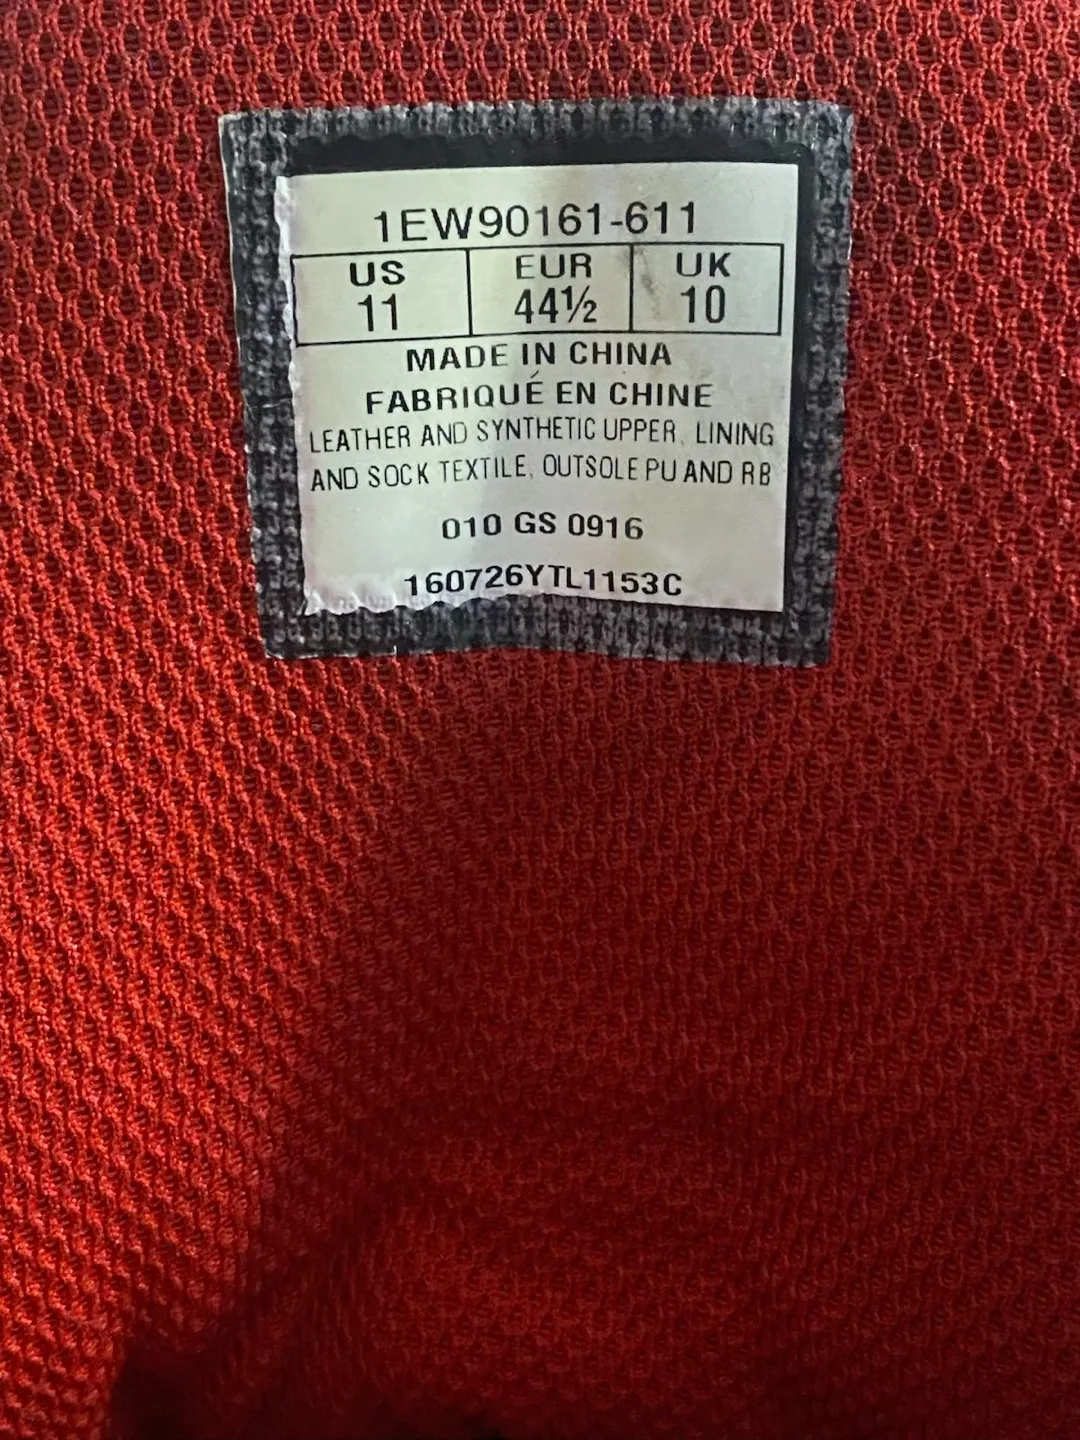 1EW90161-611
US EUR UK
11 44½ 10
MADE IN CHINA
FABRIQUÉ EN CHINE
LEATHER AND SYNTHETIC UPPER, LINING
AND SOCK TEXTILE, OUTSOLE PU AND RB
010 GS 0916
160726YTL1153C